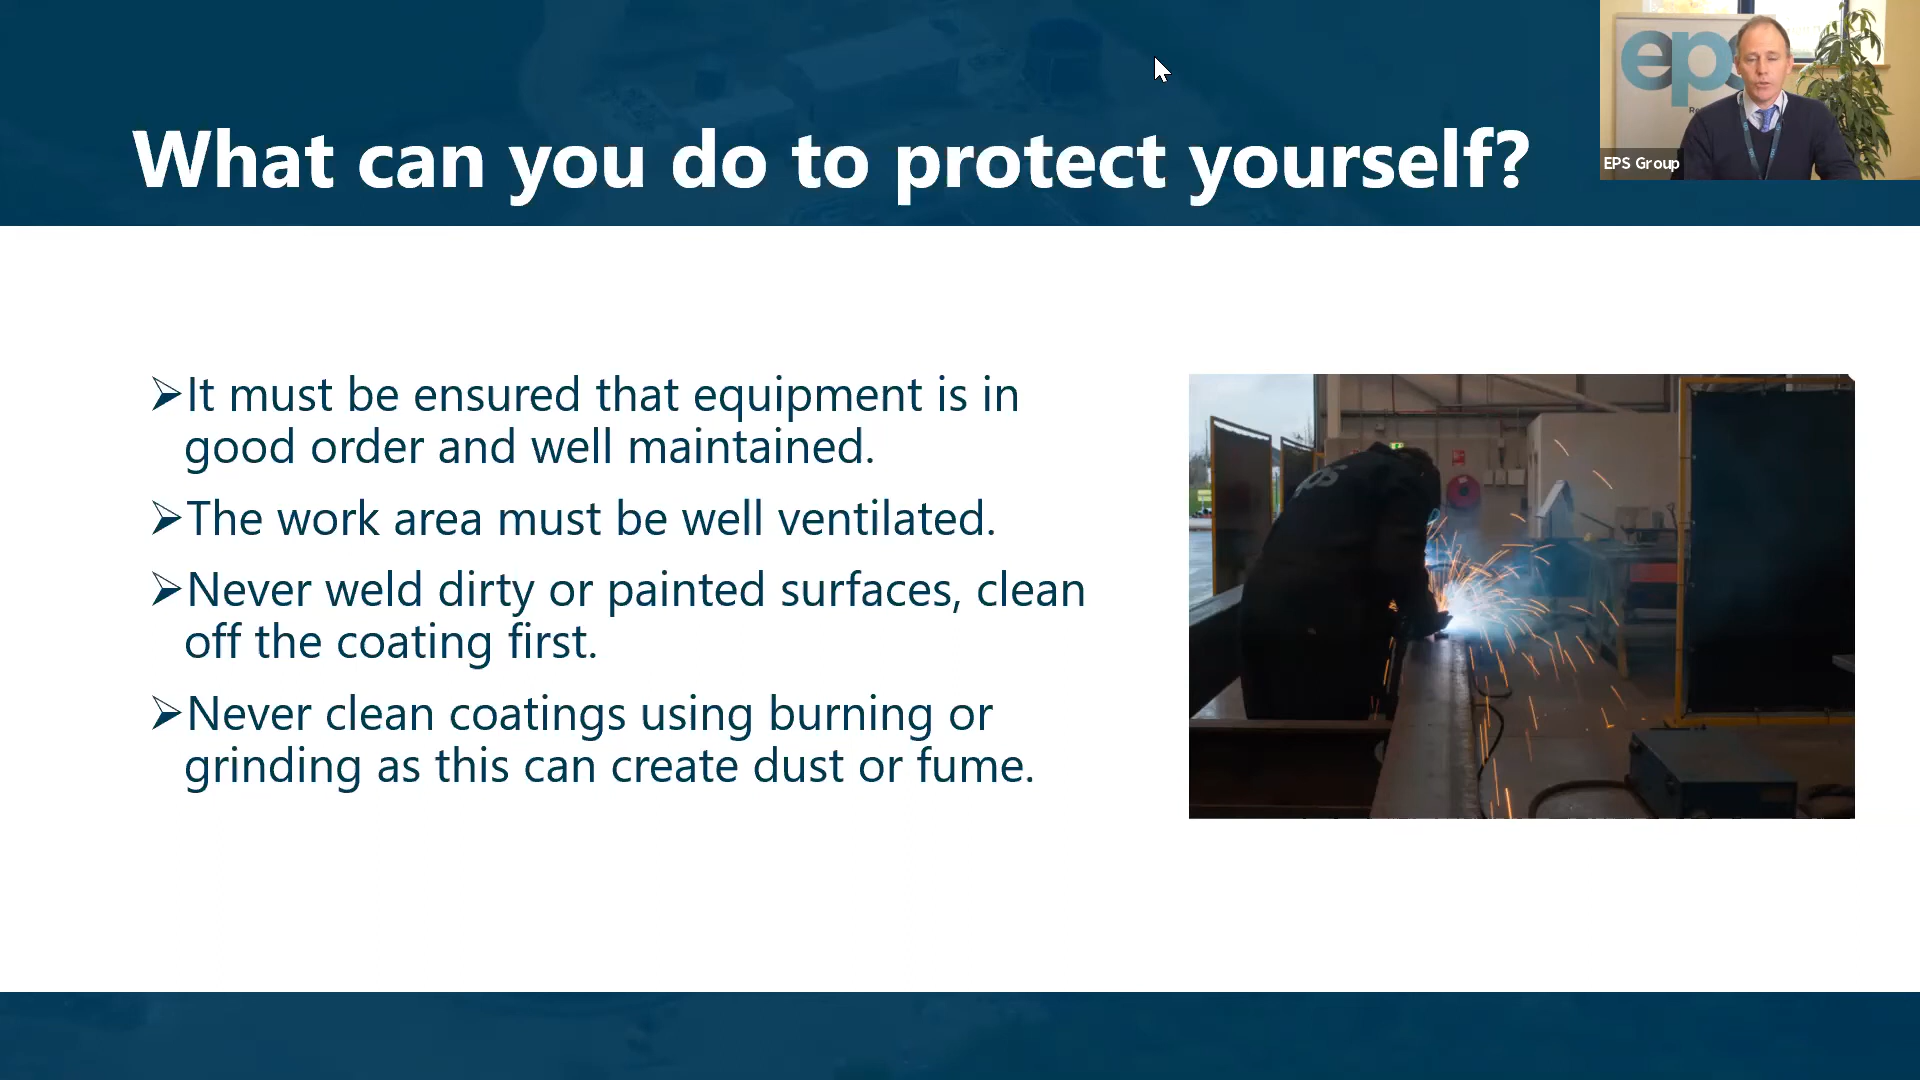 What can you do to protect yourself?
eps
EPS Group
➢It must be ensured that equipment is in
good order and well maintained.
➢The work area must be well ventilated.
➢Never weld dirty or painted surfaces, clean
off the coating first.
➢Never clean coatings using burning or
grinding as this can create dust or fume.
eps